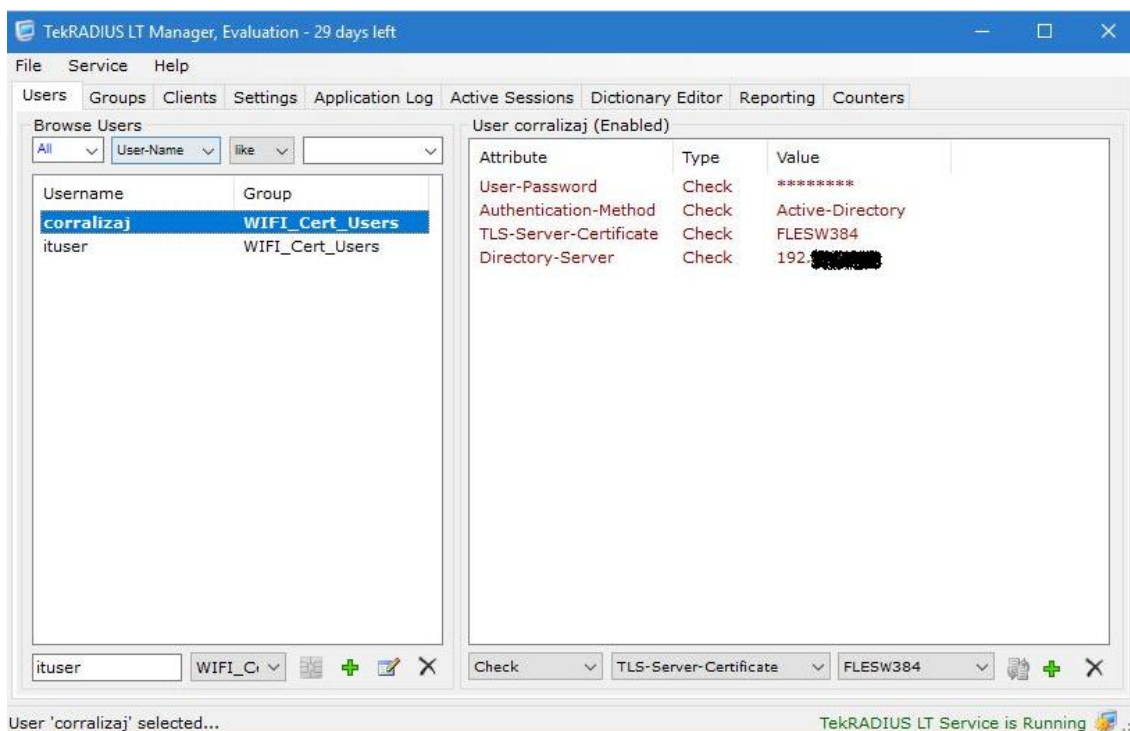 TekRADIUS LT Manager, Evaluation - 29 days left
File Service Help
Users Groups Clients Settings Application Log Active Sessions Dictionary Editor Reporting Counters
Browse Users
All User-Name like
Username Group
corralizaj WIFI_Cert_Users
ituser WIFI_Cert_Users
ituser WIFI_C
User corralizaj (Enabled)
Attribute Type Value
User-Password Check ********
Authentication-Method Check Active-Directory
TLS-Server-Certificate Check FLESW384
Directory-Server Check 192.
Check TLS-Server-Certificate FLESW384
User 'corralizaj' selected...
TekRADIUS LT Service is Running